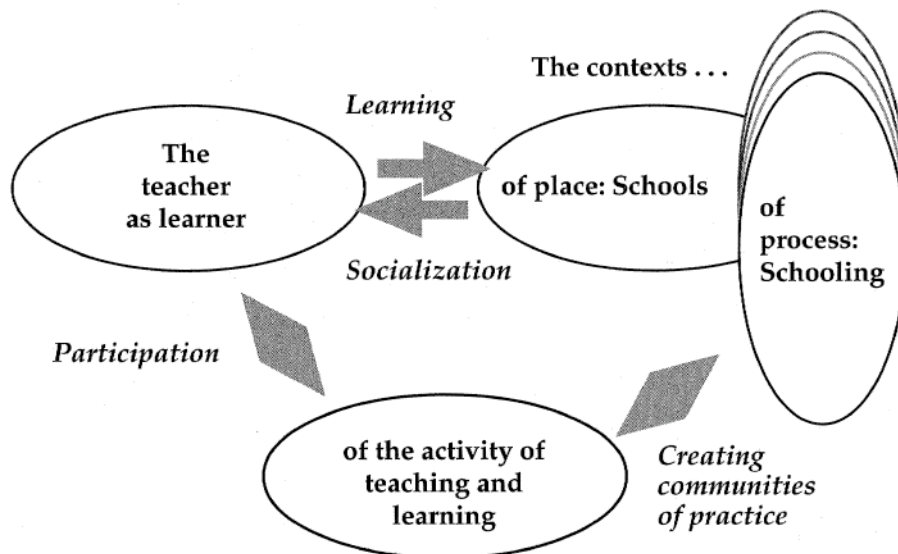 The contexts . . .
Learning
The
teacher
as learner
of place: Schools
of
process:
Schooling
Socialization
Participation
of the activity of
teaching and
learning
Creating
communities
of practice